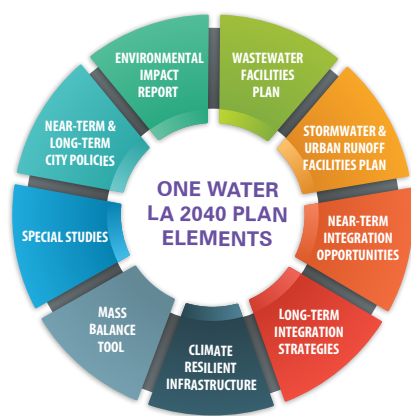 ONE WATER
LA 2040 PLAN
ELEMENTS
WASTEWATER
FACILITIES
PLAN
STORMWATER &
URBAN RUNOFF
FACILITIES PLAN
NEAR-TERM
INTEGRATION
OPPORTUNITIES
LONG-TERM
INTEGRATION
STRATEGIES
CLIMATE
RESILIENT
INFRASTRUCTURE
MASS
BALANCE
TOOL
SPECIAL STUDIES
NEAR-TERM &
LONG-TERM
CITY POLICIES
ENVIRONMENTAL
IMPACT
REPORT